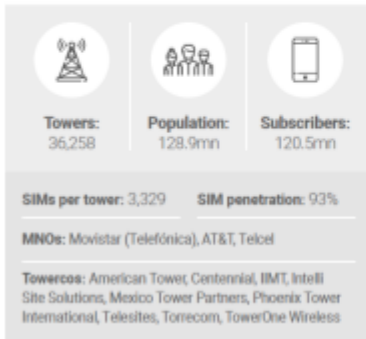 Towers:
36,258
Population:
128.9mn
Subscribers:
120.5mn
SIMs per tower: 3,329
SIM penetration: 93%
MNOs: Movistar (Telefónica), AT&T, Telcel
Towercos: American Tower, Centennial, IIMT, Intelli
Site Solutions, Mexico Tower Partners, Phoenix Tower
International, Telesites, Torrecom, TowerOne Wireless